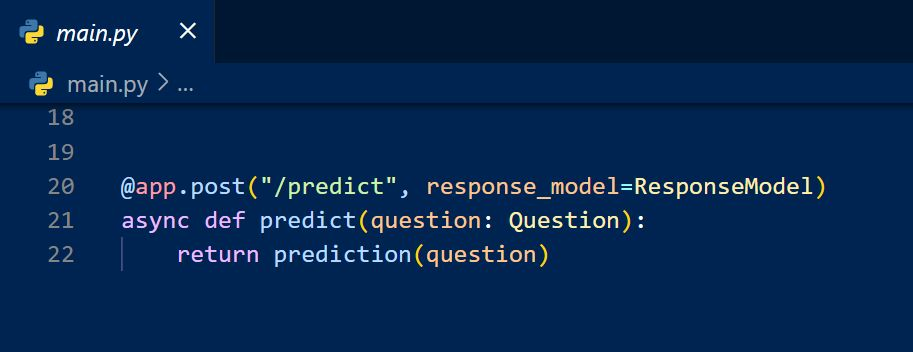 main.py ×
main.py > ...
18
19
20 @app.post("/predict", response_model=ResponseModel)
21 async def predict(question: Question):
22     return prediction(question)